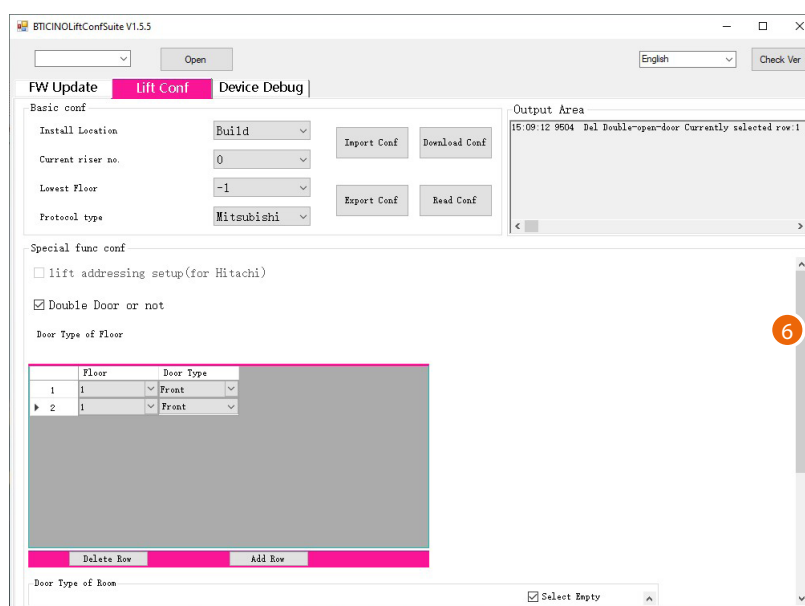 BTICINOLiftConfSuite V1.5.5
Open
English
Check Ver
FW Update
Lift Conf
Device Debug
Basic conf
Install Location
Build
Current riser no.
0
Lowest Floor
-1
Protocol type
Mitsubishi
Import Conf
Download Conf
Export Conf
Read Conf
Output Area
15:09:12 9504 Del Double-open-door Currently selected row:1
Special func conf
lift addressing setup(for Hitachi)
Double Door or not
Door Type of Floor
6
Floor Door Type
1 1 Front
2 1 Front
Delete Row
Add Row
Door Type of Room
Select Empty